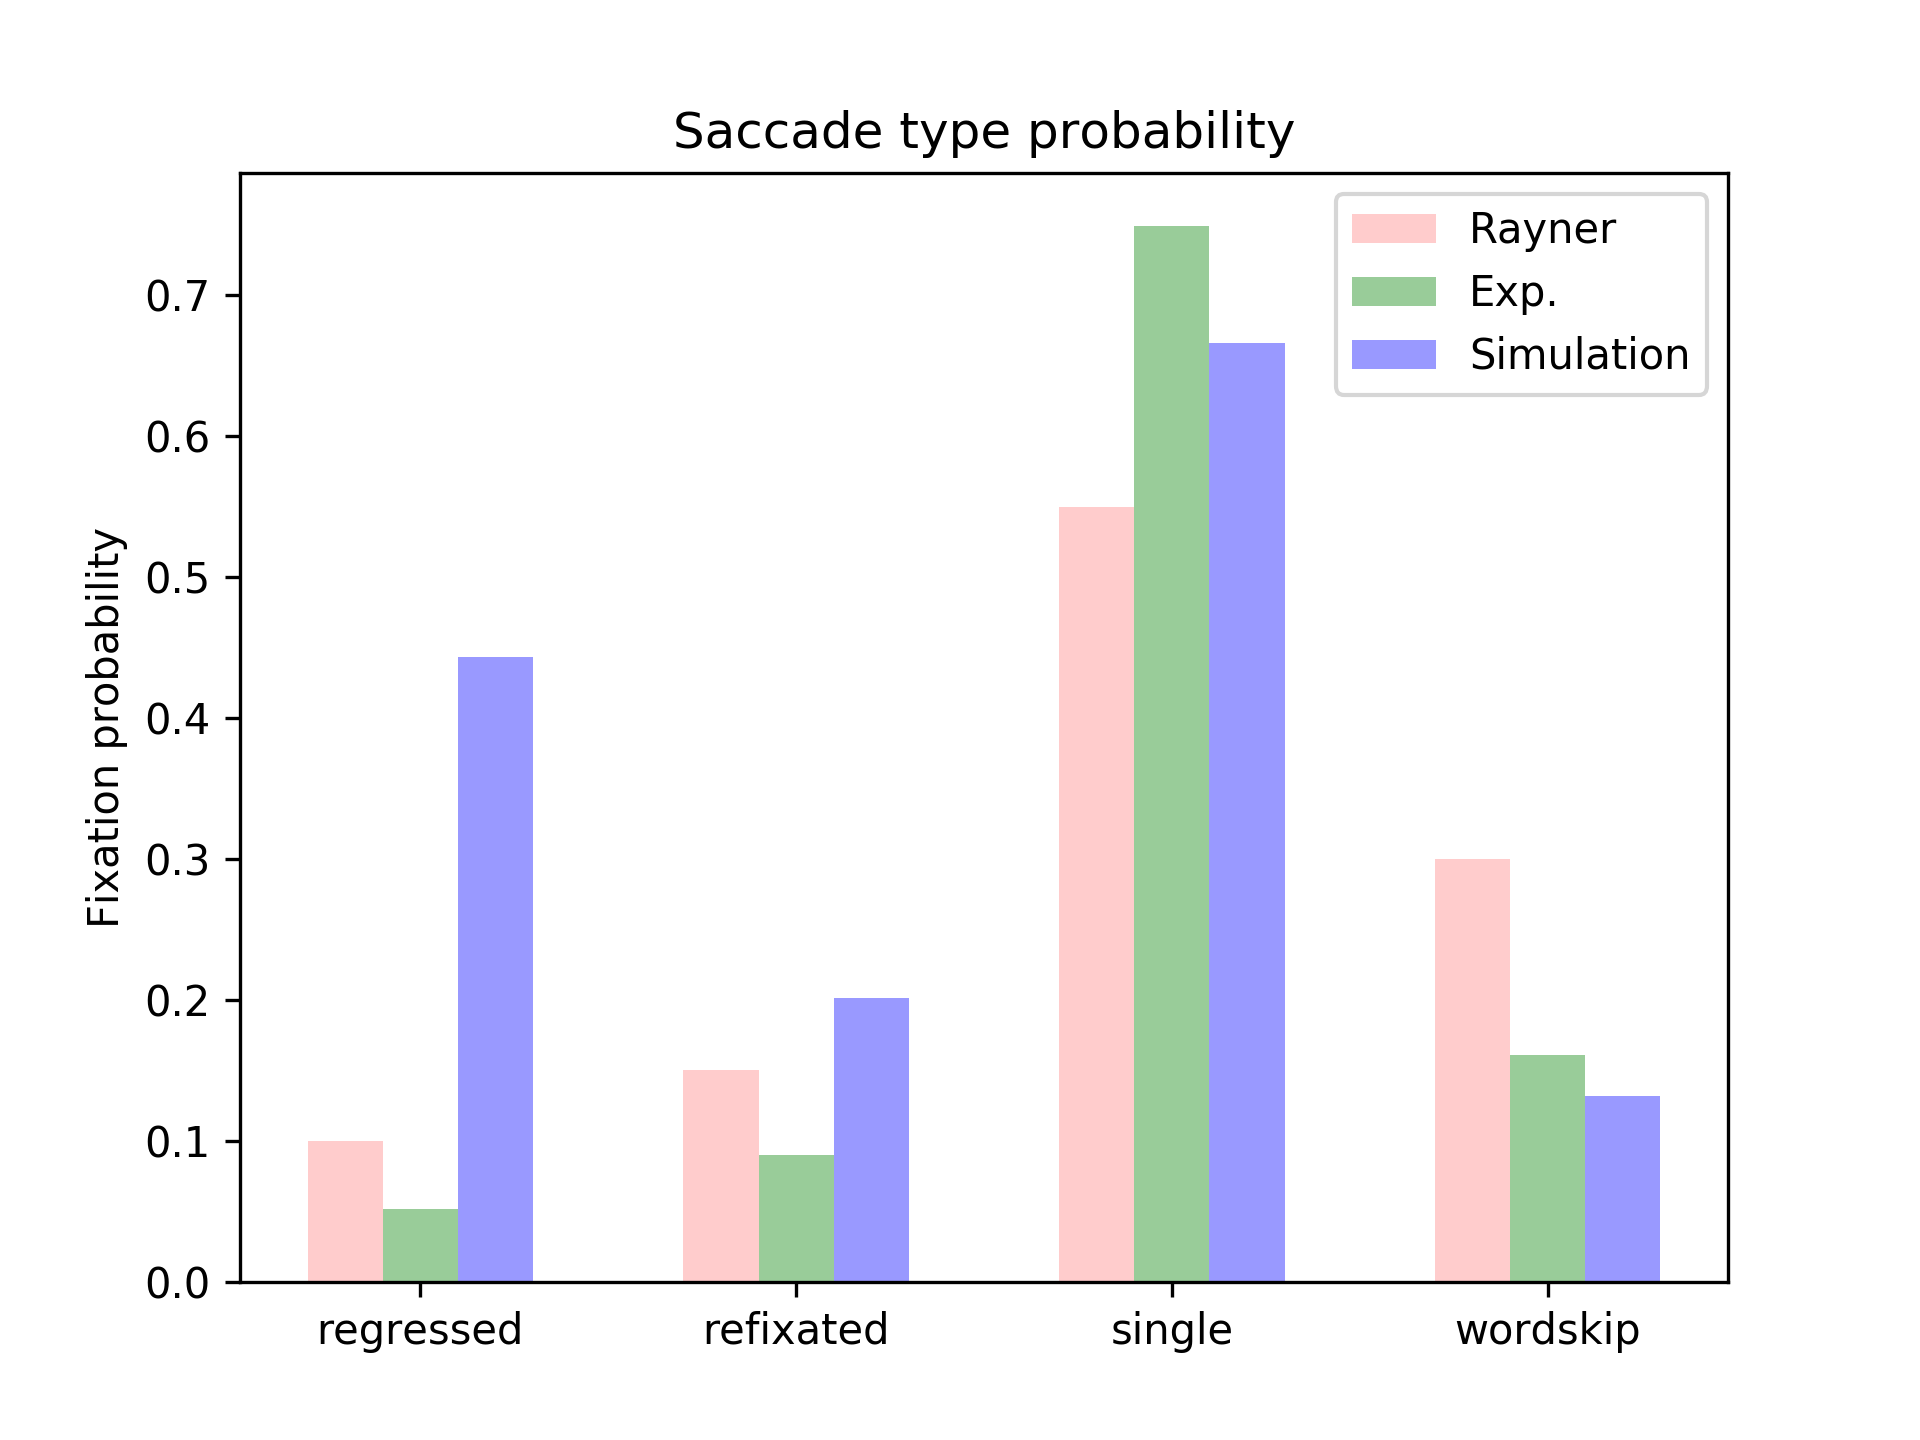 Saccade type probability
Rayner
Exp.
Simulation
Fixation probability
0.7
0.6
0.5
0.4
0.3
0.2
0.1
0.0
regressed refixated single wordskip